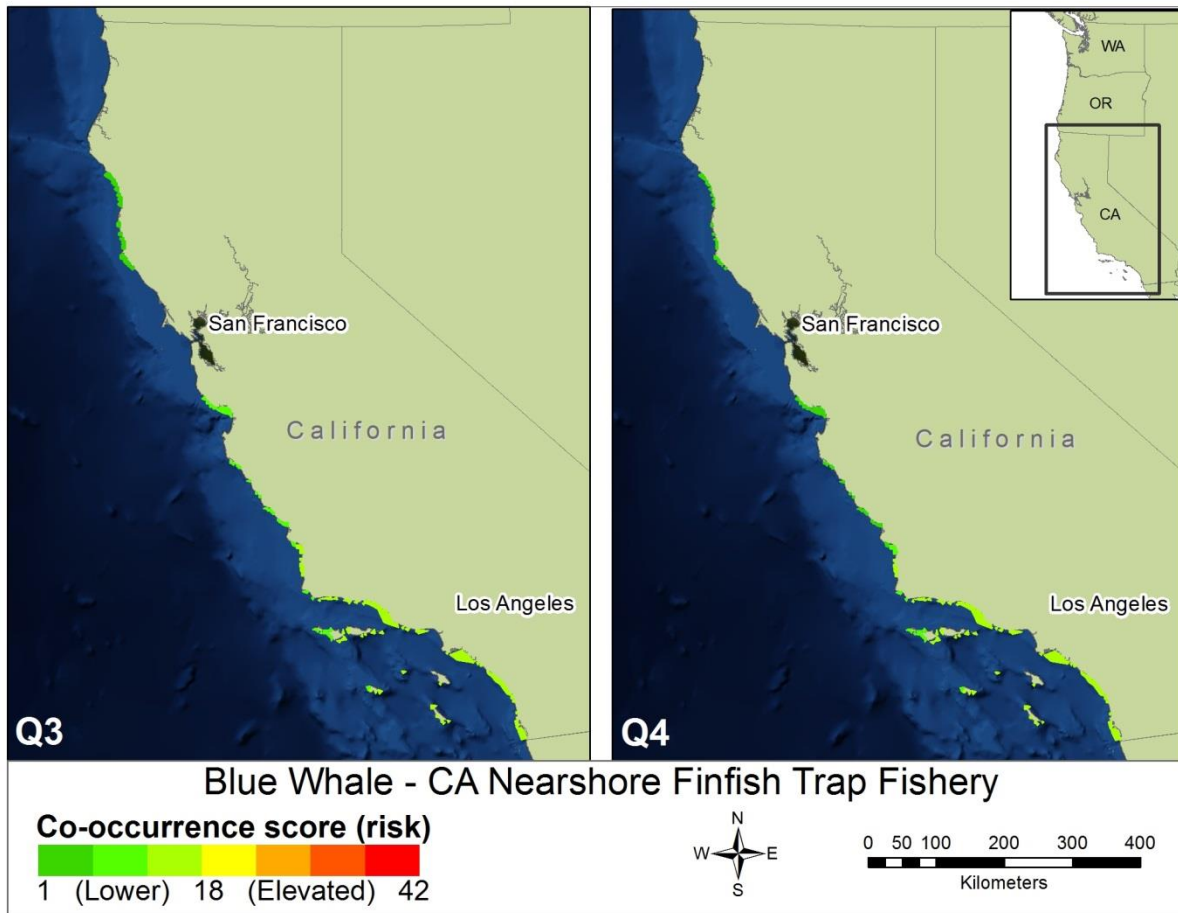 San Francisco
California
Los Angeles
Q3
WA
OR
CA
San Francisco
California
Los Angeles
Q4
Blue Whale - CA Nearshore Finfish Trap Fishery
Co-occurrence score (risk)
1 (Lower) 18 (Elevated) 42
N
W E
S
0 50 100 200 300 400
Kilometers